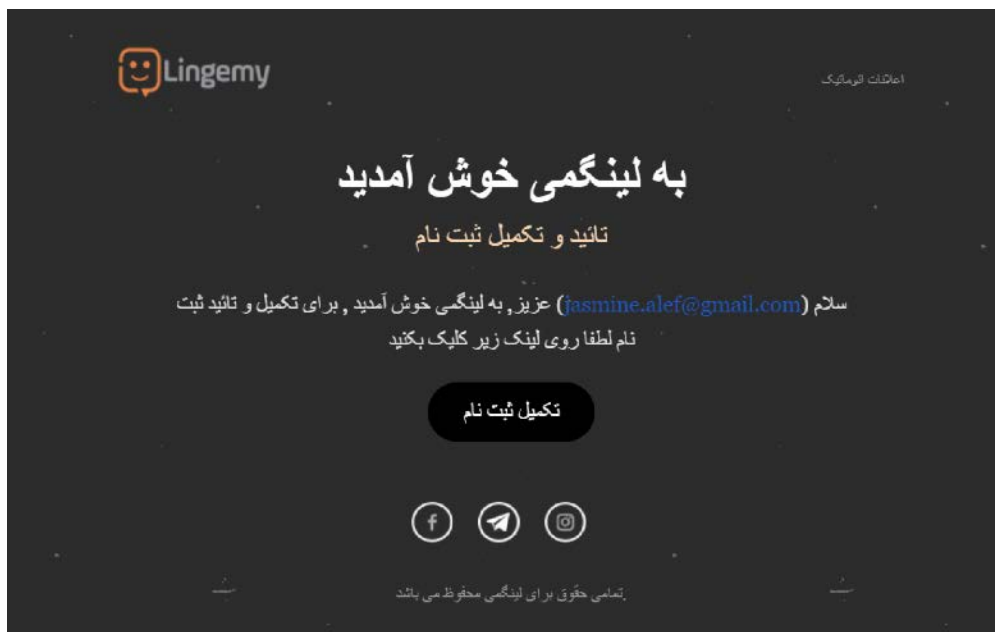 Lingemy
اعلانات اتوماتیک
به لینگمی خوش آمدید
تائید و تکمیل ثبت نام
سلام (jasmine.alef@gmail.com) عزیز, به لینگمی خوش آمدید , برای تکمیل و تائید ثبت
نام لطفا روی لینک زیر کلیک بکنید
تکمیل ثبت نام
.تمامی حقوق برای لینگمی محفوظ می باشد